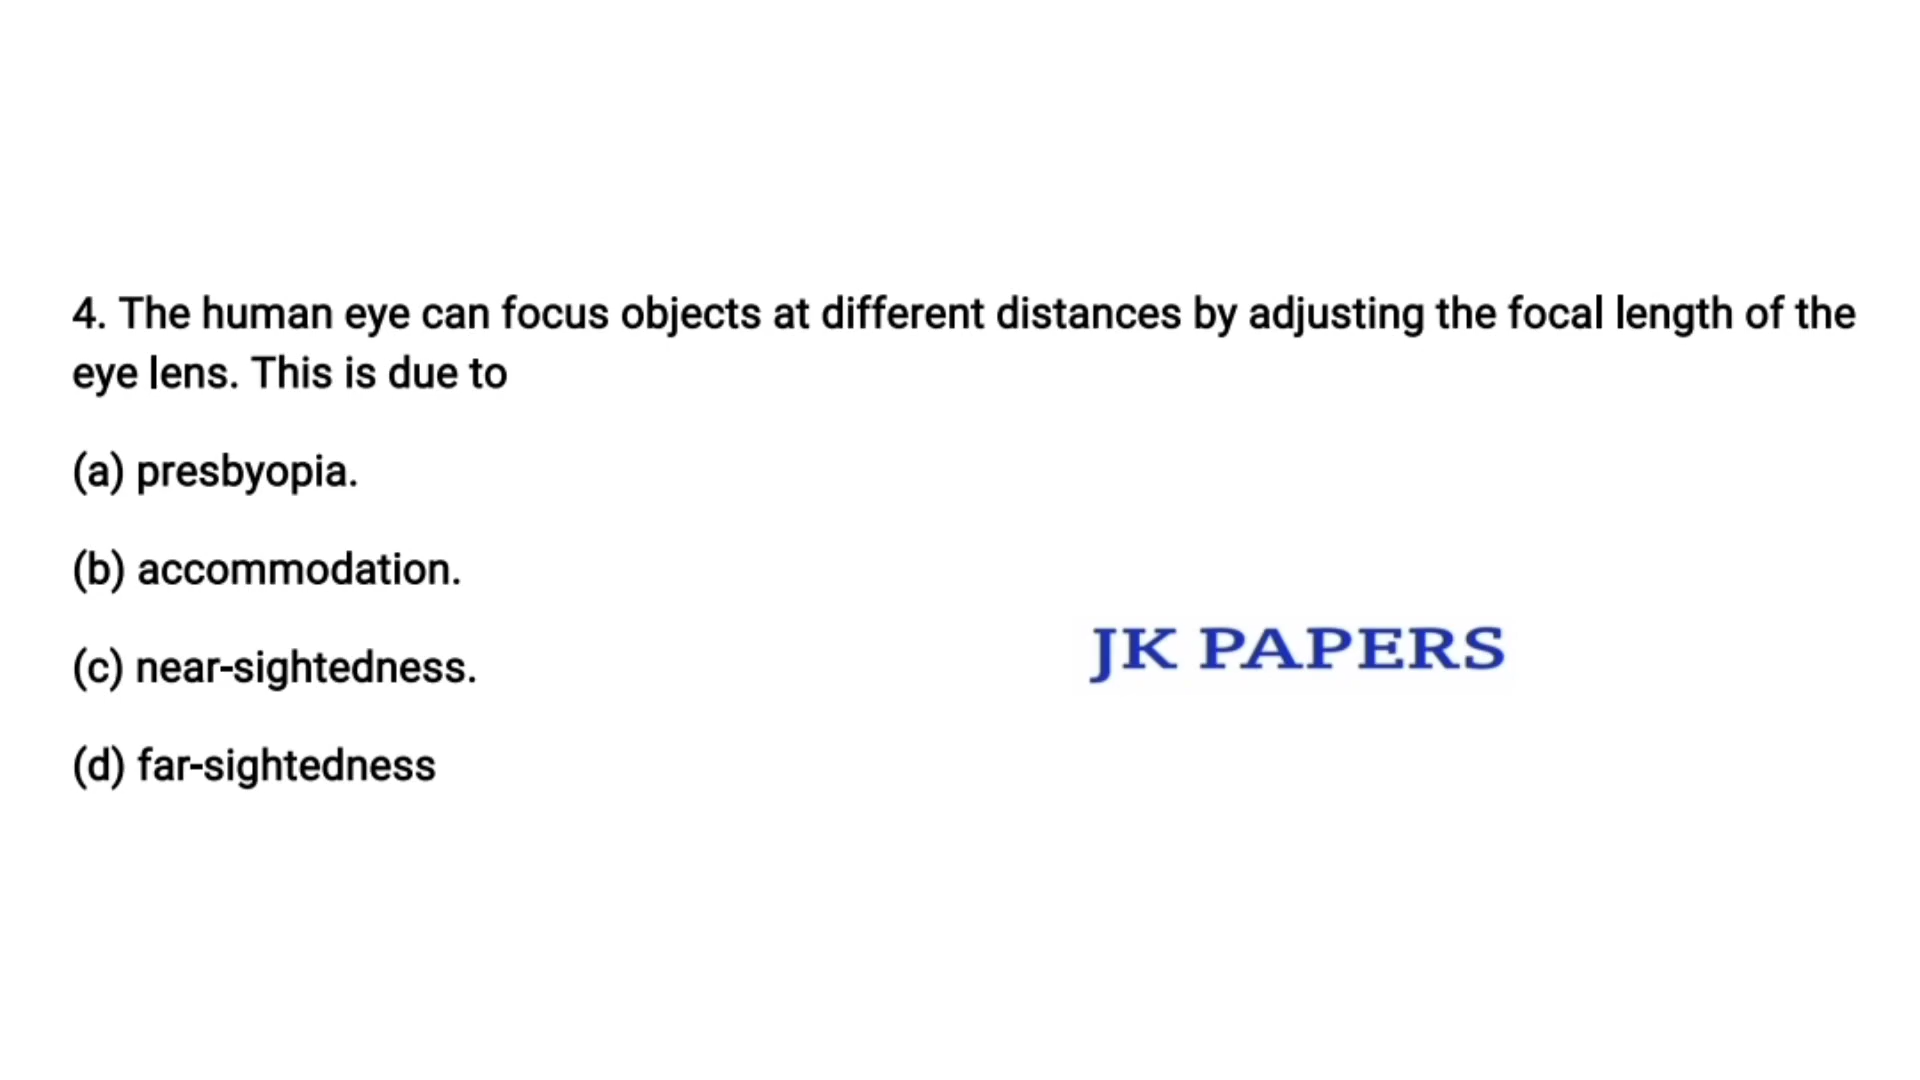 4. The human eye can focus objects at different distances by adjusting the focal length of the
eye lens. This is due to
(a) presbyopia.
(b) accommodation.
(c) near-sightedness.
JK PAPERS
(d) far-sightedness